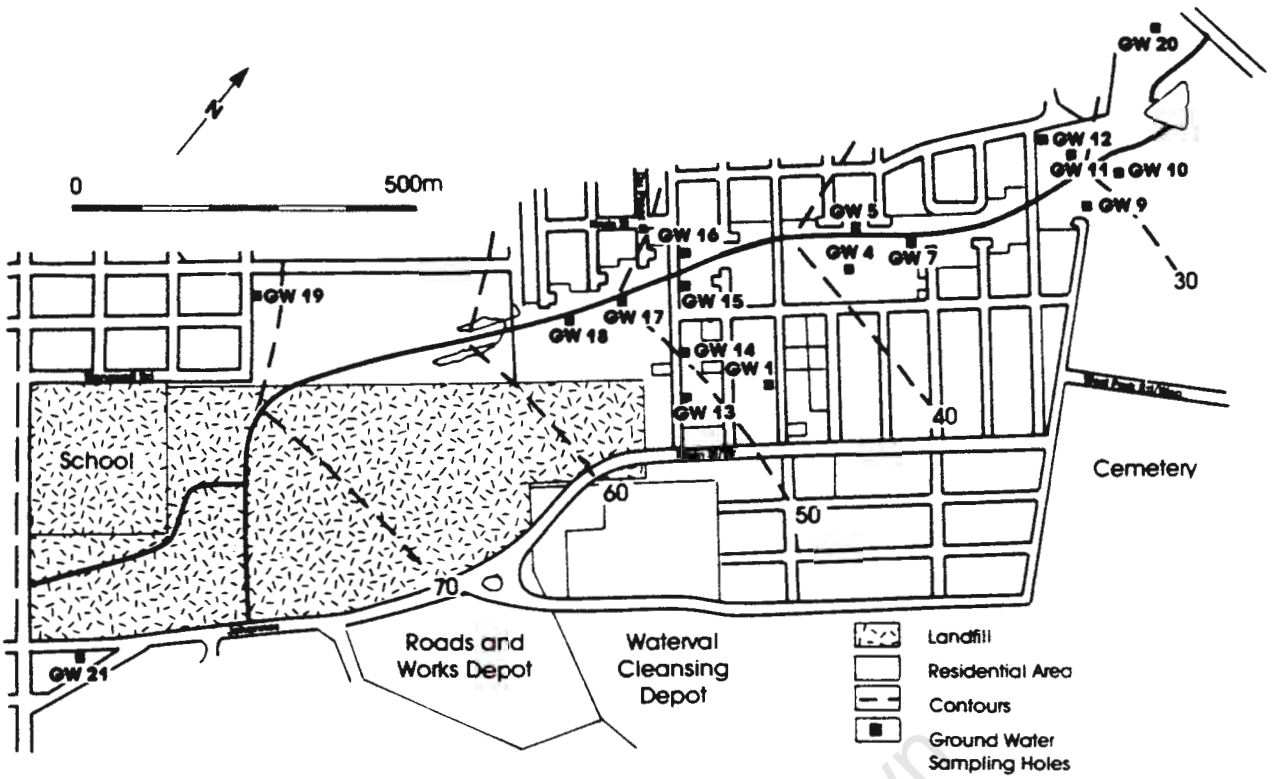 GW 20
N
0 500m
GW 12
GW 11
GW 10
GW 9
GW 5
GW 4
GW 7
GW 16
GW 15
GW 17
GW 18
GW 19
GW 14
GW 1
GW 13
30
40
50
60
70
School
Cemetery
GW 21
Roads and
Works Depot
Waterval
Cleansing
Depot
Landfill
Residential Area
Contours
Ground Water
Sampling Holes